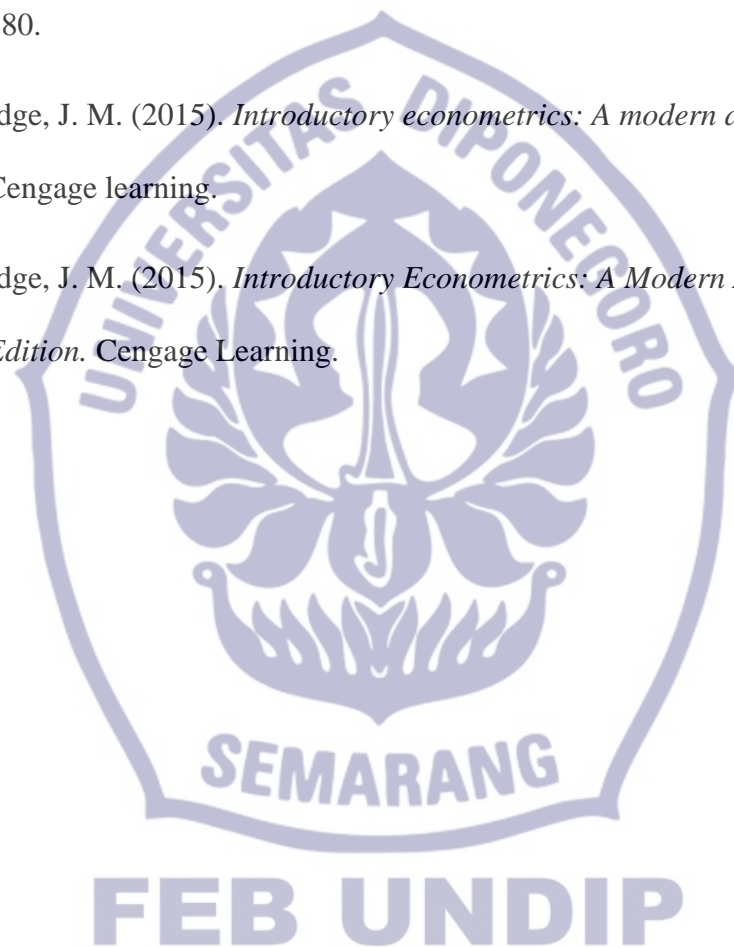 80.
dge, J. M. (2015). Introductory econometrics: A modern a
Cengage learning.
dge, J. M. (2015). Introductory Econometrics: A Modern
Edition. Cengage Learning.
UNIVERSITAS DIPONEGORO
SEMARANG
FEB UNDIP